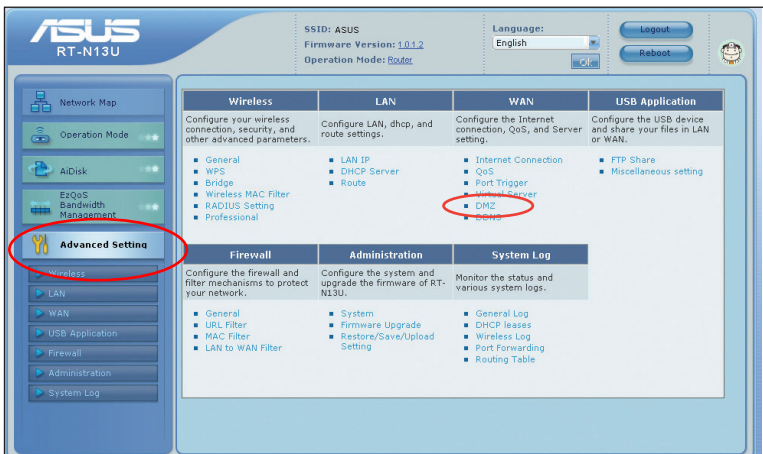 ASUS
RT-N13U
SSID: ASUS
Firmware Version: 1.0.1.2
Operation Mode: Router
Language:
English
OK
Logout
Reboot
Network Map
Operation Mode
AiDisk
EzQoS
Bandwidth
Management
Advanced Setting
Wireless
LAN
WAN
USB Application
Firewall
Administration
System Log
Wireless
Configure your wireless
connection, security, and
other advanced parameters.
General
WPS
Bridge
Wireless MAC Filter
RADIUS Setting
Professional
LAN
Configure LAN, dhcp, and
route settings.
LAN IP
DHCP Server
Route
WAN
Configure the Internet
connection, QoS, and Server
setting.
Internet Connection
QoS
Port Trigger
Virtual Server
DMZ
DDNS
USB Application
Configure the USB device
and share your files in LAN
or WAN.
FTP Share
Miscellaneous setting
Firewall
Configure the firewall and
filter mechanisms to protect
your network.
General
URL Filter
MAC Filter
LAN to WAN Filter
Administration
Configure the system and
upgrade the firmware of RT-
N13U.
System
Firmware Upgrade
Restore/Save/Upload
Setting
System Log
Monitor the status and
various system logs.
General Log
DHCP leases
Wireless Log
Port Forwarding
Routing Table